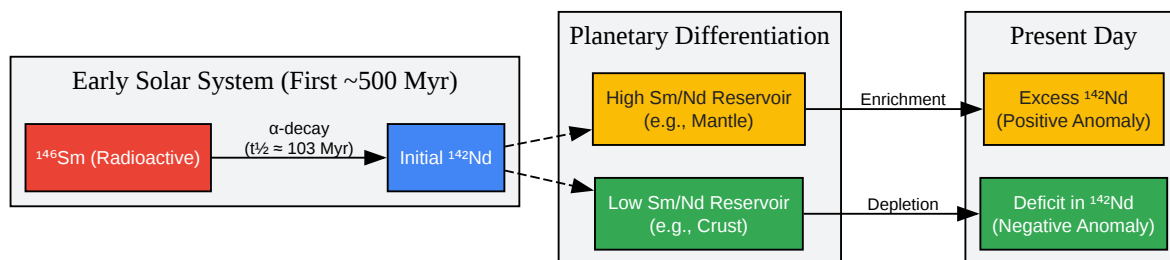 Early Solar System (First ~500 Myr)
¹⁴⁶Sm (Radioactive)
α-decay
(t½ ≈ 103 Myr)
Initial ¹⁴²Nd
Planetary Differentiation
High Sm/Nd Reservoir
(e.g., Mantle)
Low Sm/Nd Reservoir
(e.g., Crust)
Enrichment
Depletion
Present Day
Excess ¹⁴²Nd
(Positive Anomaly)
Deficit in ¹⁴²Nd
(Negative Anomaly)